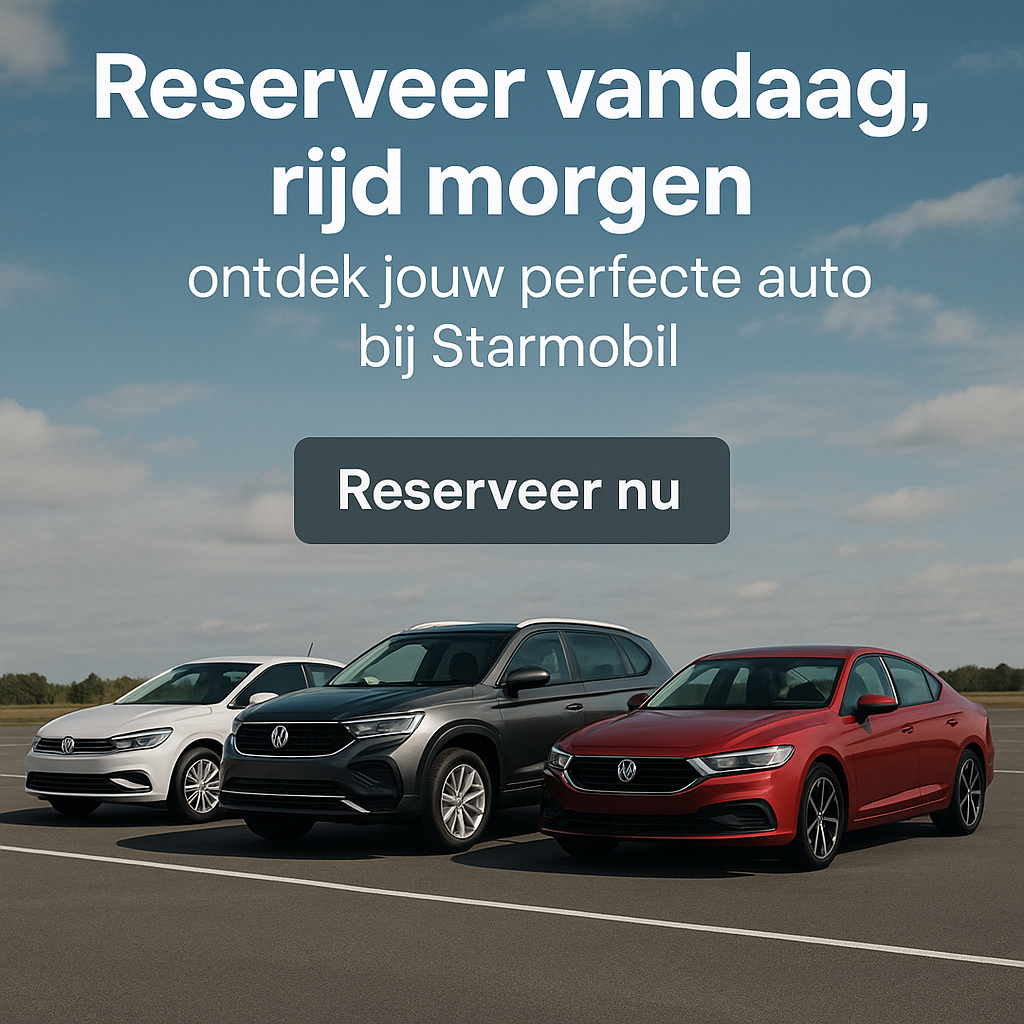 Reserveer vandaag,
rijd morgen
ontdek jouw perfecte auto
bij Starmobil
Reserveer nu